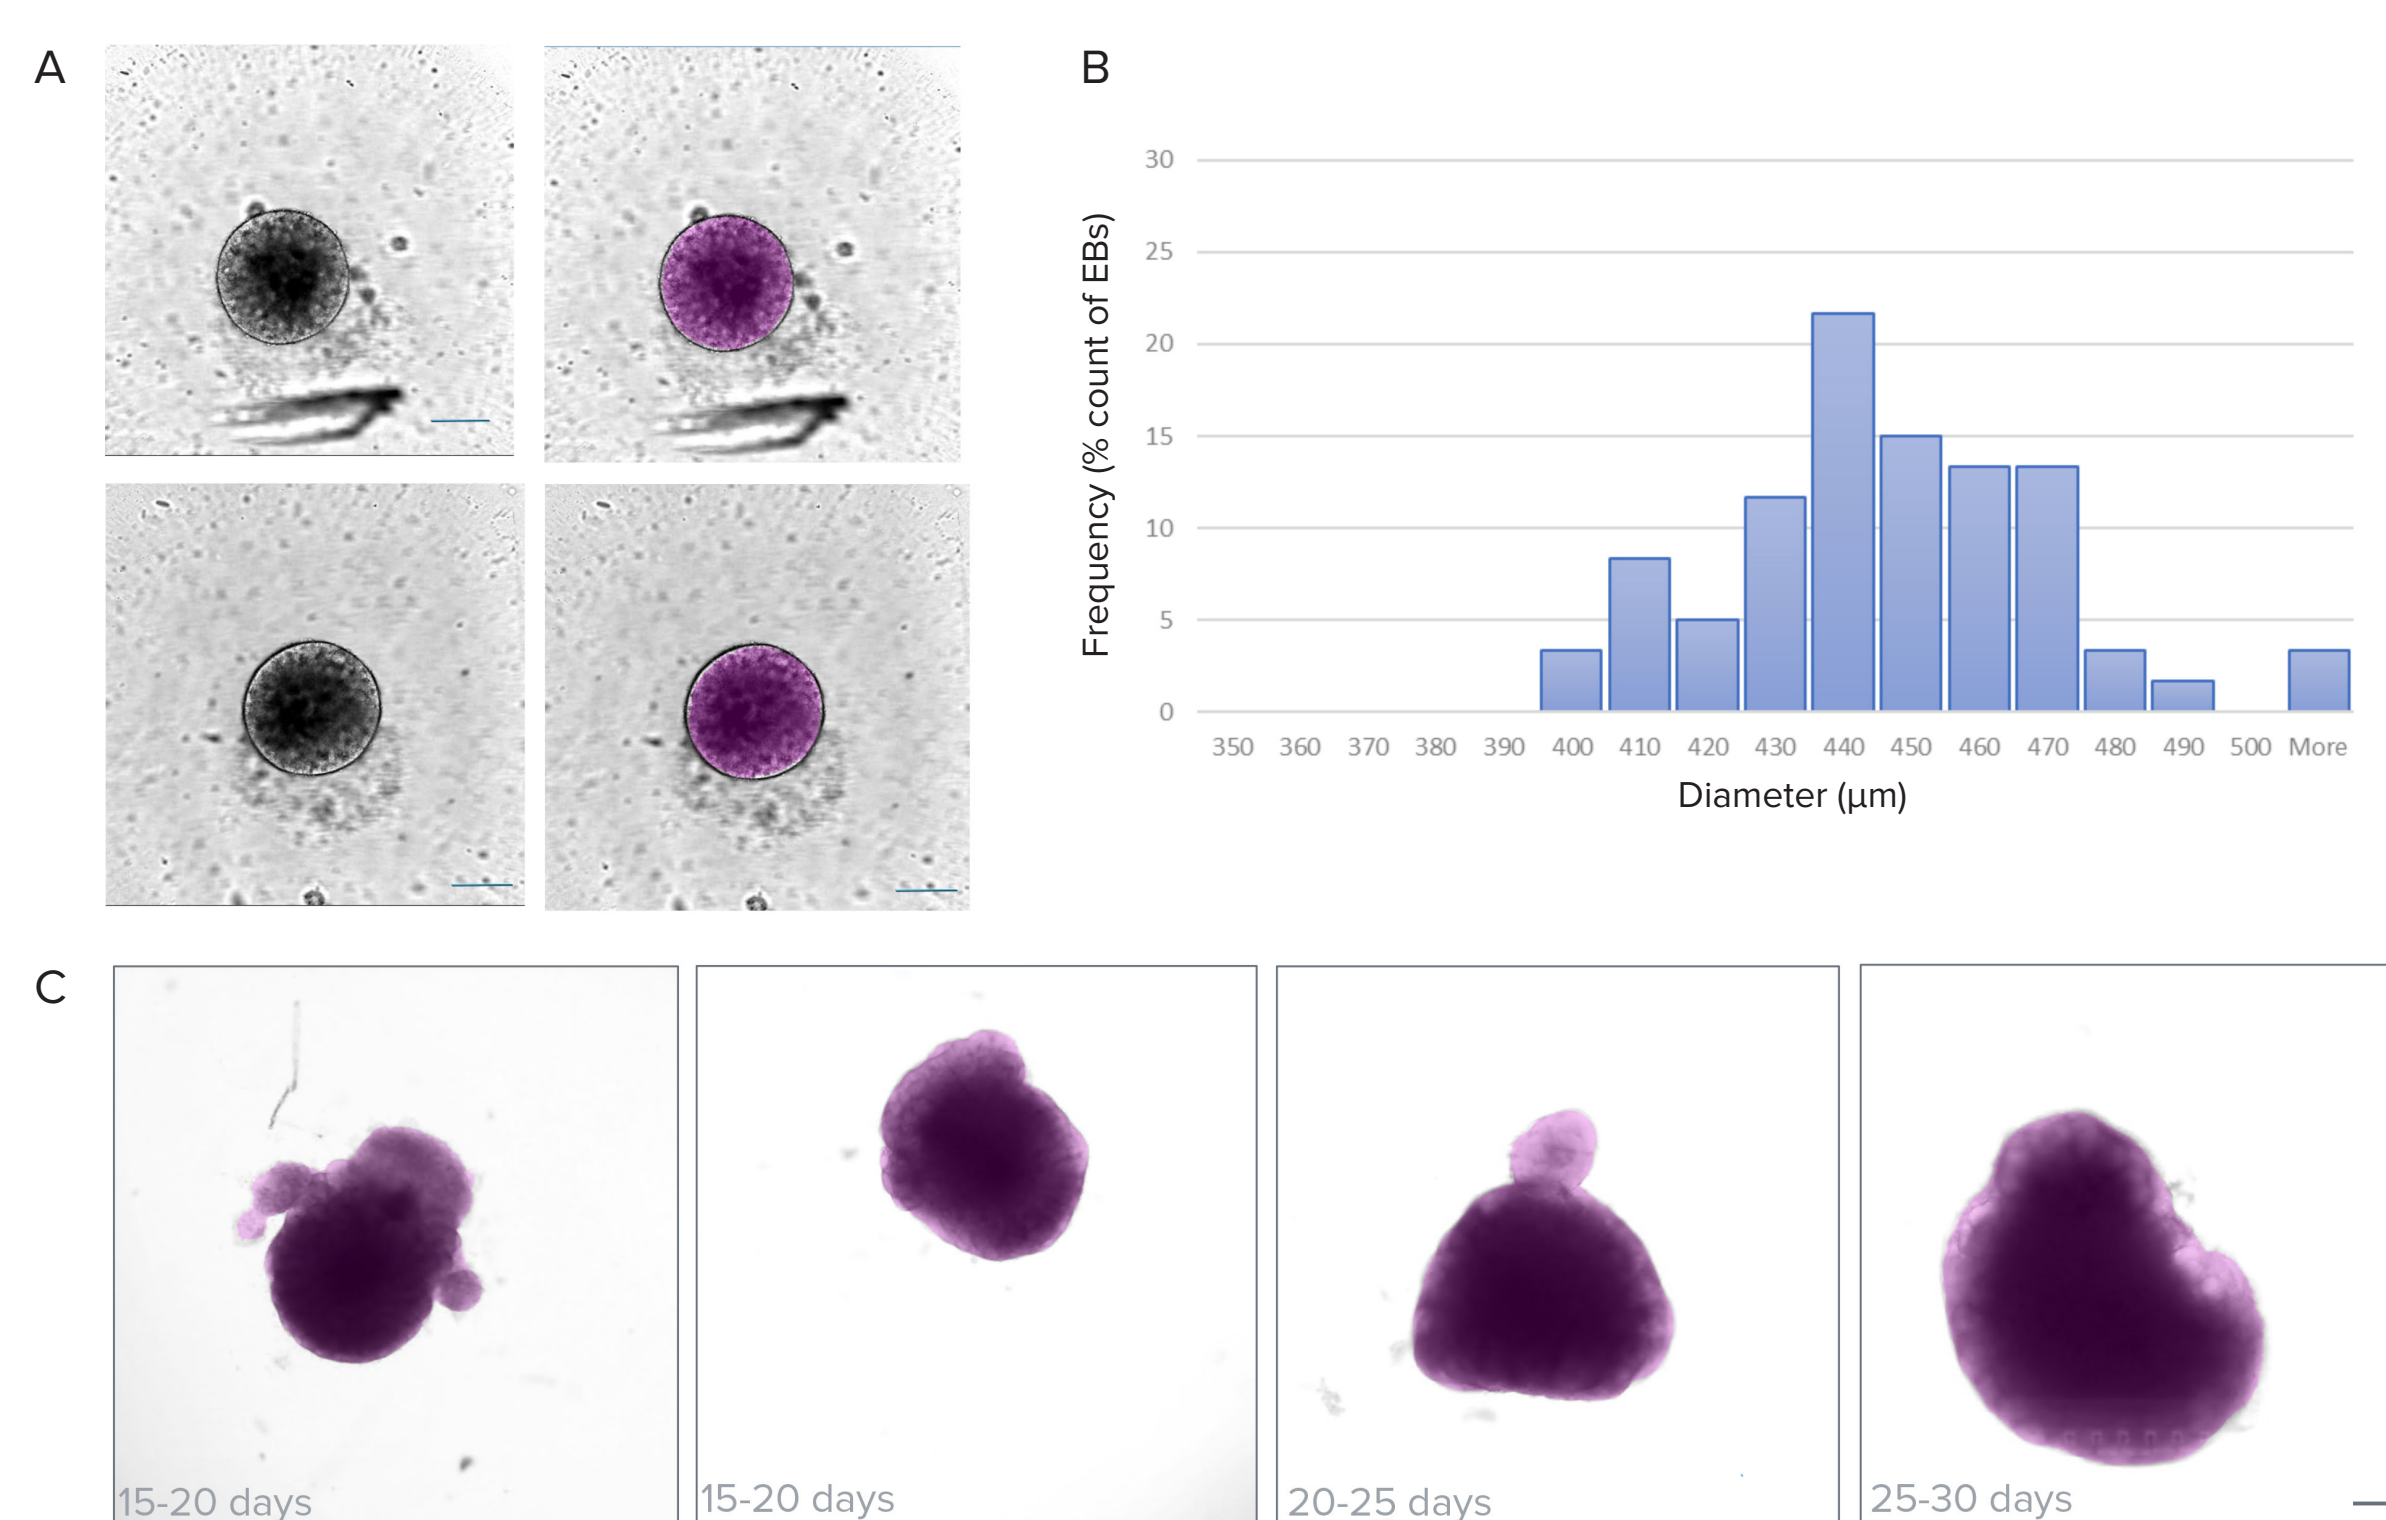 A
B
30
25
20
15
10
5
0
Frequency (% count of EBs)
350 360 370 380 390 400 410 420 430 440 450 460 470 480 490 500 More
Diameter (µm)
C
15-20 days
15-20 days
20-25 days
25-30 days